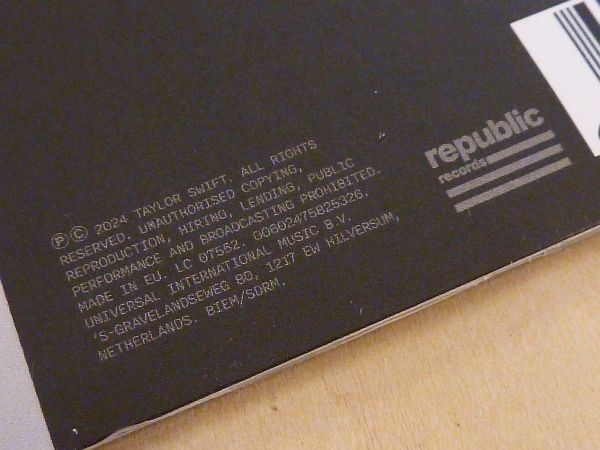 ℗ © 2024 TAYLOR SWIFT. ALL RIGHTS
RESERVED. UNAUTHORISED COPYING,
REPRODUCTION, HIRING, LENDING, PUBLIC
PERFORMANCE AND BROADCASTING PROHIBITED.
MADE IN EU. LC 07562. 00602475825326.
UNIVERSAL INTERNATIONAL MUSIC B.V.
'S-GRAVELANDSEWEG 80, 1217 EW HILVERSUM,
NETHERLANDS. BIEM/SDRM.
republic
records